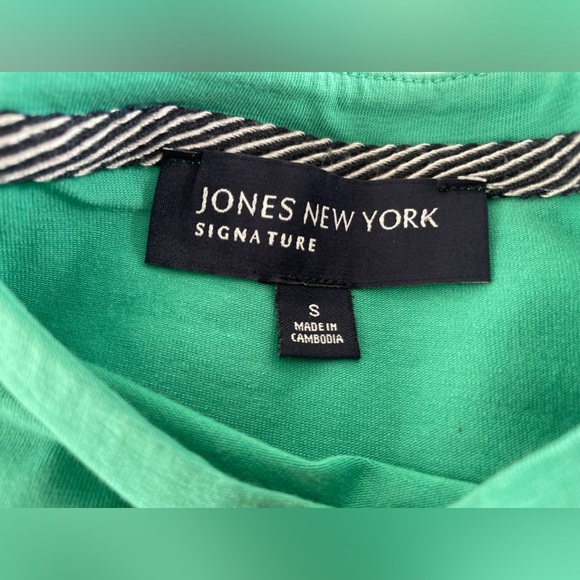 JONES NEW YORK
SIGNATURE
S
MADE IN
CAMBODIA